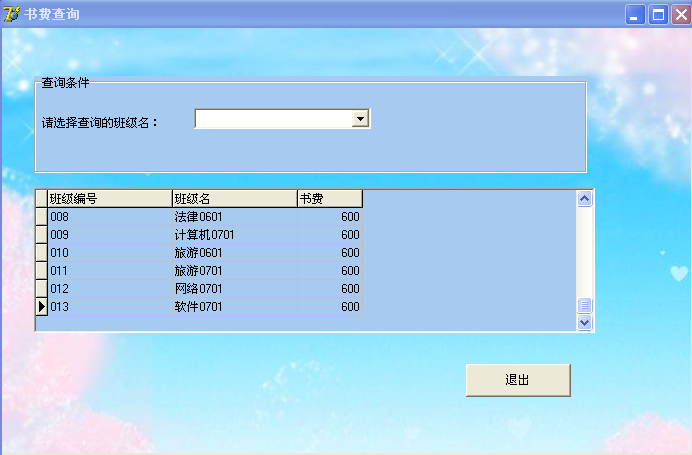 书费查询
查询条件
请选择查询的班级名：
班级编号 班级名 书费
008 法律0601 600
009 计算机0701 600
010 旅游0601 600
011 旅游0701 600
012 网络0701 600
013 软件0701 600
退出